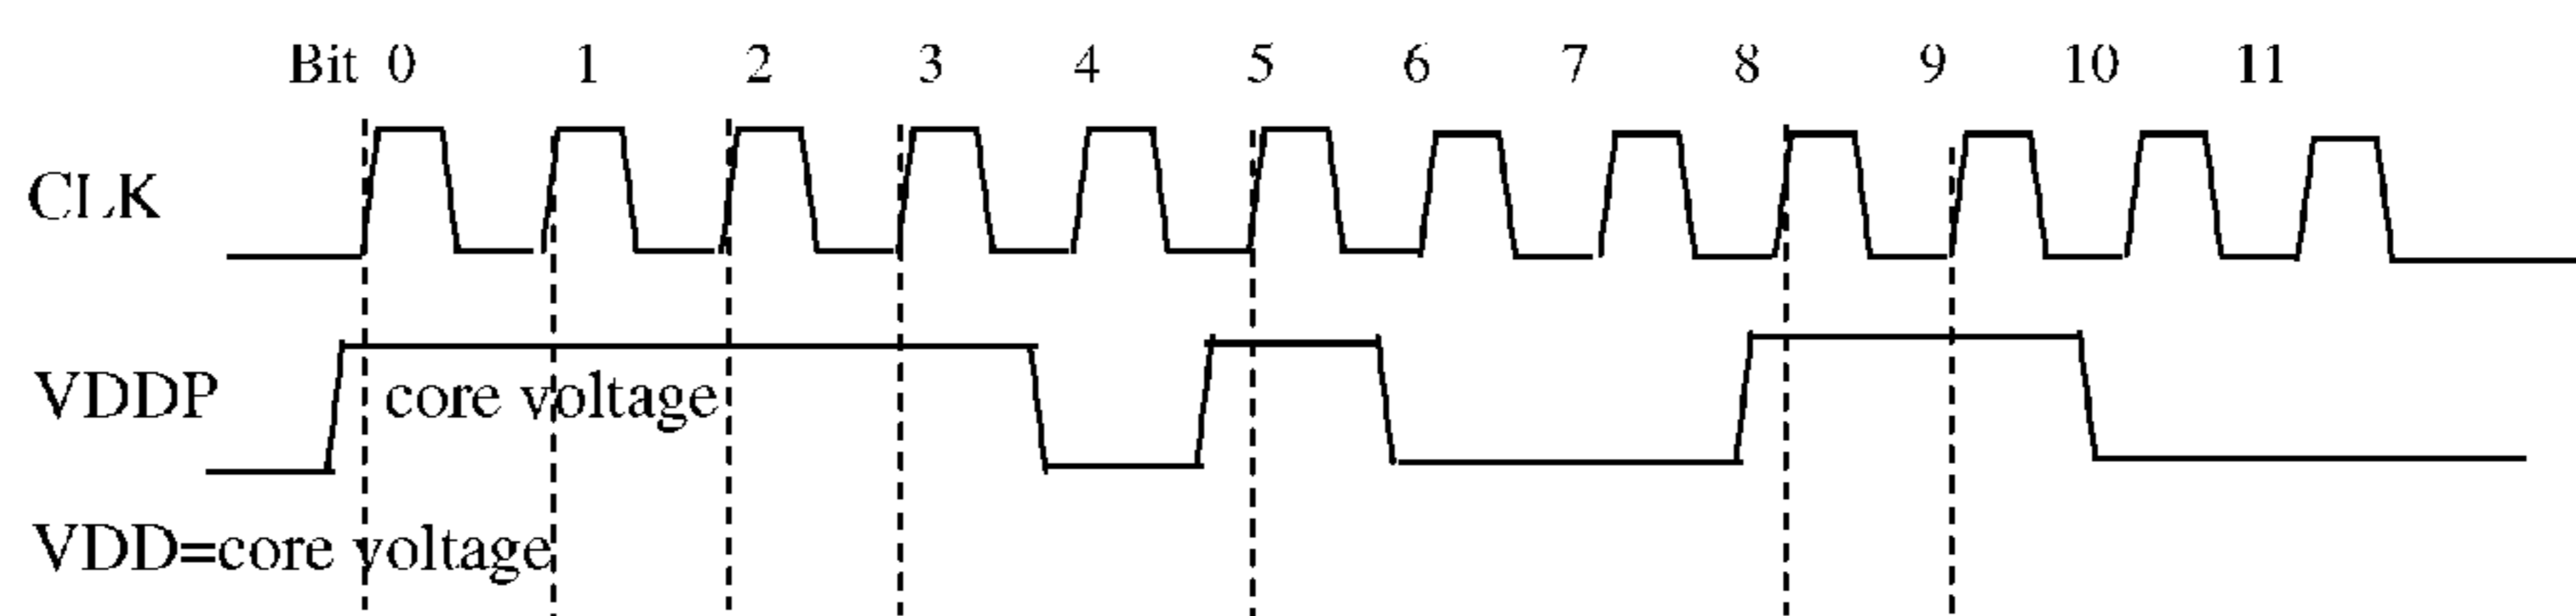 Bit 0 1 2 3 4 5 6 7 8 9 10 11
CLK
VDDP core voltage
VDD=core voltage